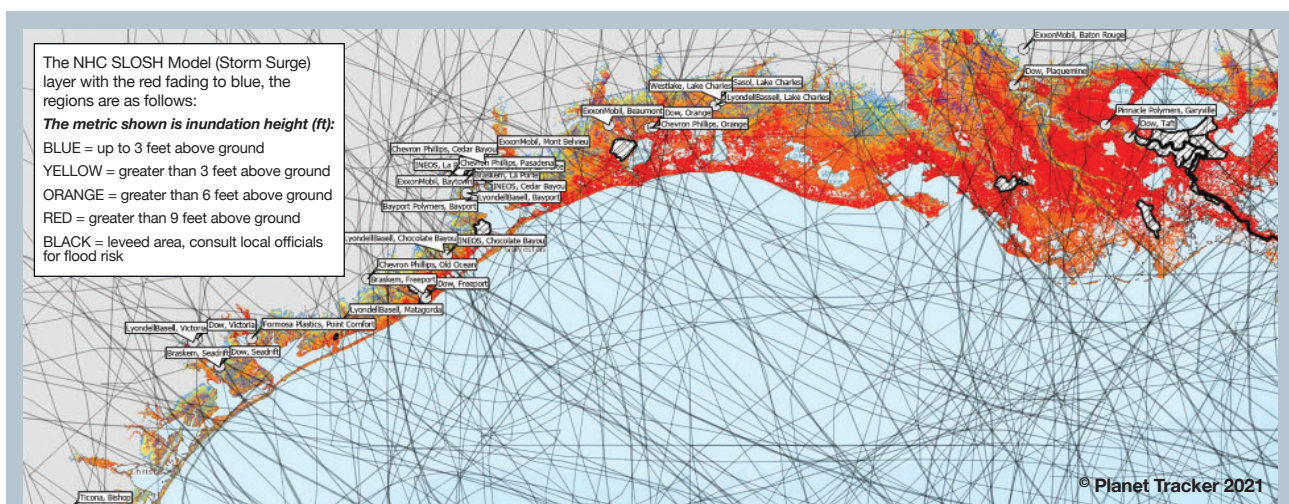 The NHC SLOSH Model (Storm Surge)
layer with the red fading to blue, the
regions are as follows:
The metric shown is inundation height (ft):
BLUE = up to 3 feet above ground
YELLOW = greater than 3 feet above ground
ORANGE = greater than 6 feet above ground
RED = greater than 9 feet above ground
BLACK = leveed area, consult local officials
for flood risk
ExxonMobil, Baton Rouge
Dow, Plaquemine
Sasol, Lake Charles
Westlake, Lake Charles
LyondellBassell, Lake Charles
Pinnacle Polymers, Garyville
ExxonMobil, Beaumont
Dow, Orange
Dow, Taft
Chevron Phillips, Orange
ExxonMobil, Mont Belvieu
Chevron Phillips, Cedar Bayou
Chevron Phillips, Pasadena
INEOS, La
Braskem, La Porte
ExxonMobil, Baytown
INEOS, Cedar Bayou
LyondellBasell, Bayport
Bayport Polymers, Bayport
LyondellBasell, Chocolate Bayou
INEOS, Chocolate Bayou
Chevron Phillips, Old Ocean
Braskem, Freeport
Dow, Freeport
LyondellBasell, Matagorda
LyondellBasell, Victoria
Dow, Victoria
Formosa Plastics, Point Comfort
Braskem, Seadrift
Dow, Seadrift
Ticona, Bishop
© Planet Tracker 2021